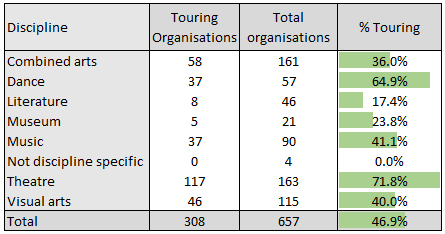 Discipline Touring Organisations Total organisations % Touring
Combined arts 58 161 36.0%
Dance 37 57 64.9%
Literature 8 46 17.4%
Museum 5 21 23.8%
Music 37 90 41.1%
Not discipline specific 0 4 0.0%
Theatre 117 163 71.8%
Visual arts 46 115 40.0%
Total 308 657 46.9%